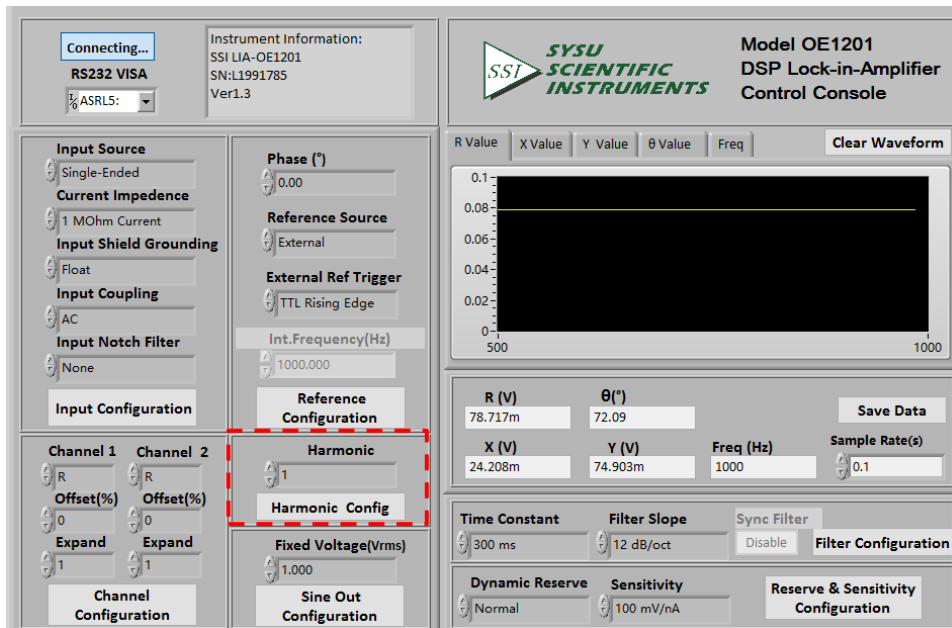 Connecting...
RS232 VISA
I/O ASRL5:
Instrument Information:
SSI LIA-OE1201
SN:L1991785
Ver1.3
SSI
SYSU
SCIENTIFIC
INSTRUMENTS
Model OE1201
DSP Lock-in-Amplifier
Control Console
Input Source
Single-Ended
Current Impedence
1 MOhm Current
Input Shield Grounding
Float
Input Coupling
AC
Input Notch Filter
None
Input Configuration
Phase (°)
0.00
Reference Source
External
External Ref Trigger
TTL Rising Edge
Int.Frequency(Hz)
1000.000
Reference
Configuration
R Value X Value Y Value θ Value Freq
Clear Waveform
0.1
0.08
0.06
0.04
0.02
0
500 1000
Channel 1 Channel 2
R R
Offset(%) Offset(%)
0 0
Expand Expand
1 1
Channel
Configuration
Harmonic
1
Harmonic Config
Fixed Voltage(Vrms)
1.000
Sine Out
Configuration
R (V) θ(°)
78.717m 72.09
Save Data
X (V) Y (V) Freq (Hz) Sample Rate(s)
24.208m 74.903m 1000 0.1
Time Constant Filter Slope Sync Filter
300 ms 12 dB/oct Disable Filter Configuration
Dynamic Reserve Sensitivity
Normal 100 mV/nA
Reserve & Sensitivity
Configuration